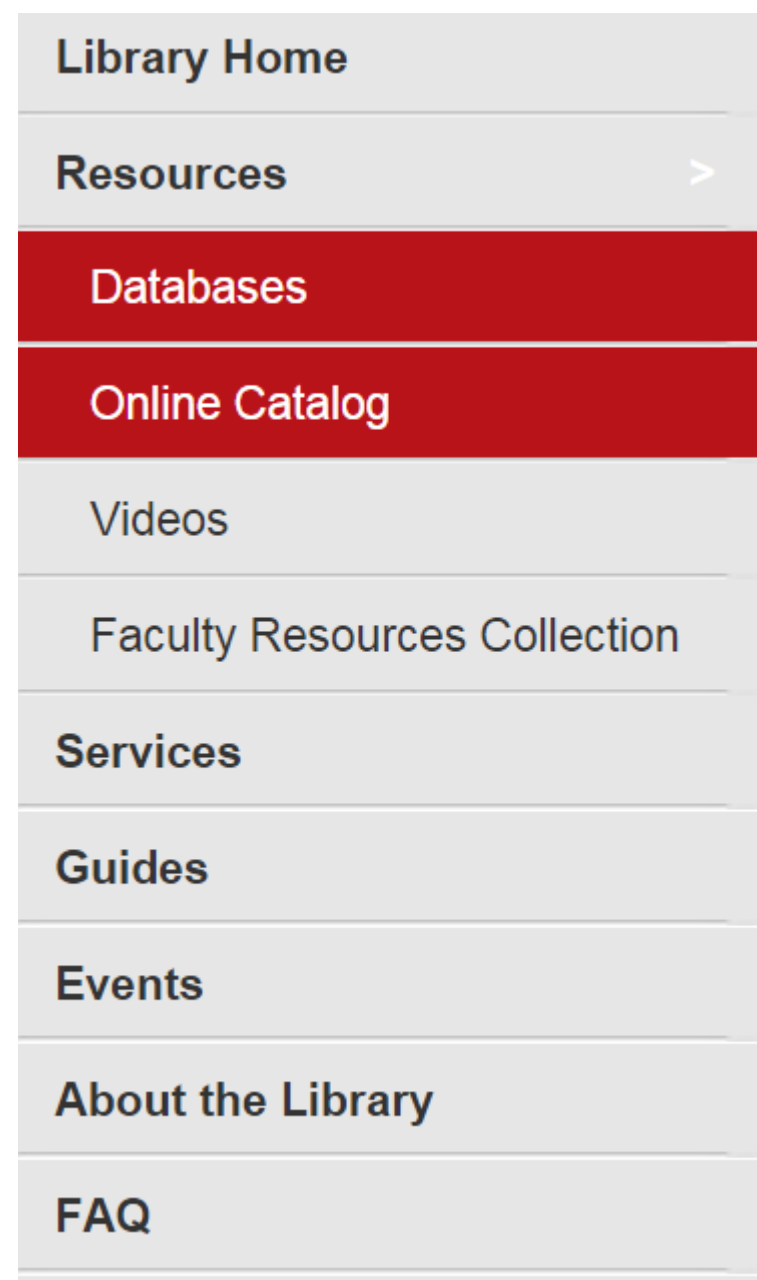 Library Home
Resources >
Databases
Online Catalog
Videos
Faculty Resources Collection
Services
Guides
Events
About the Library
FAQ